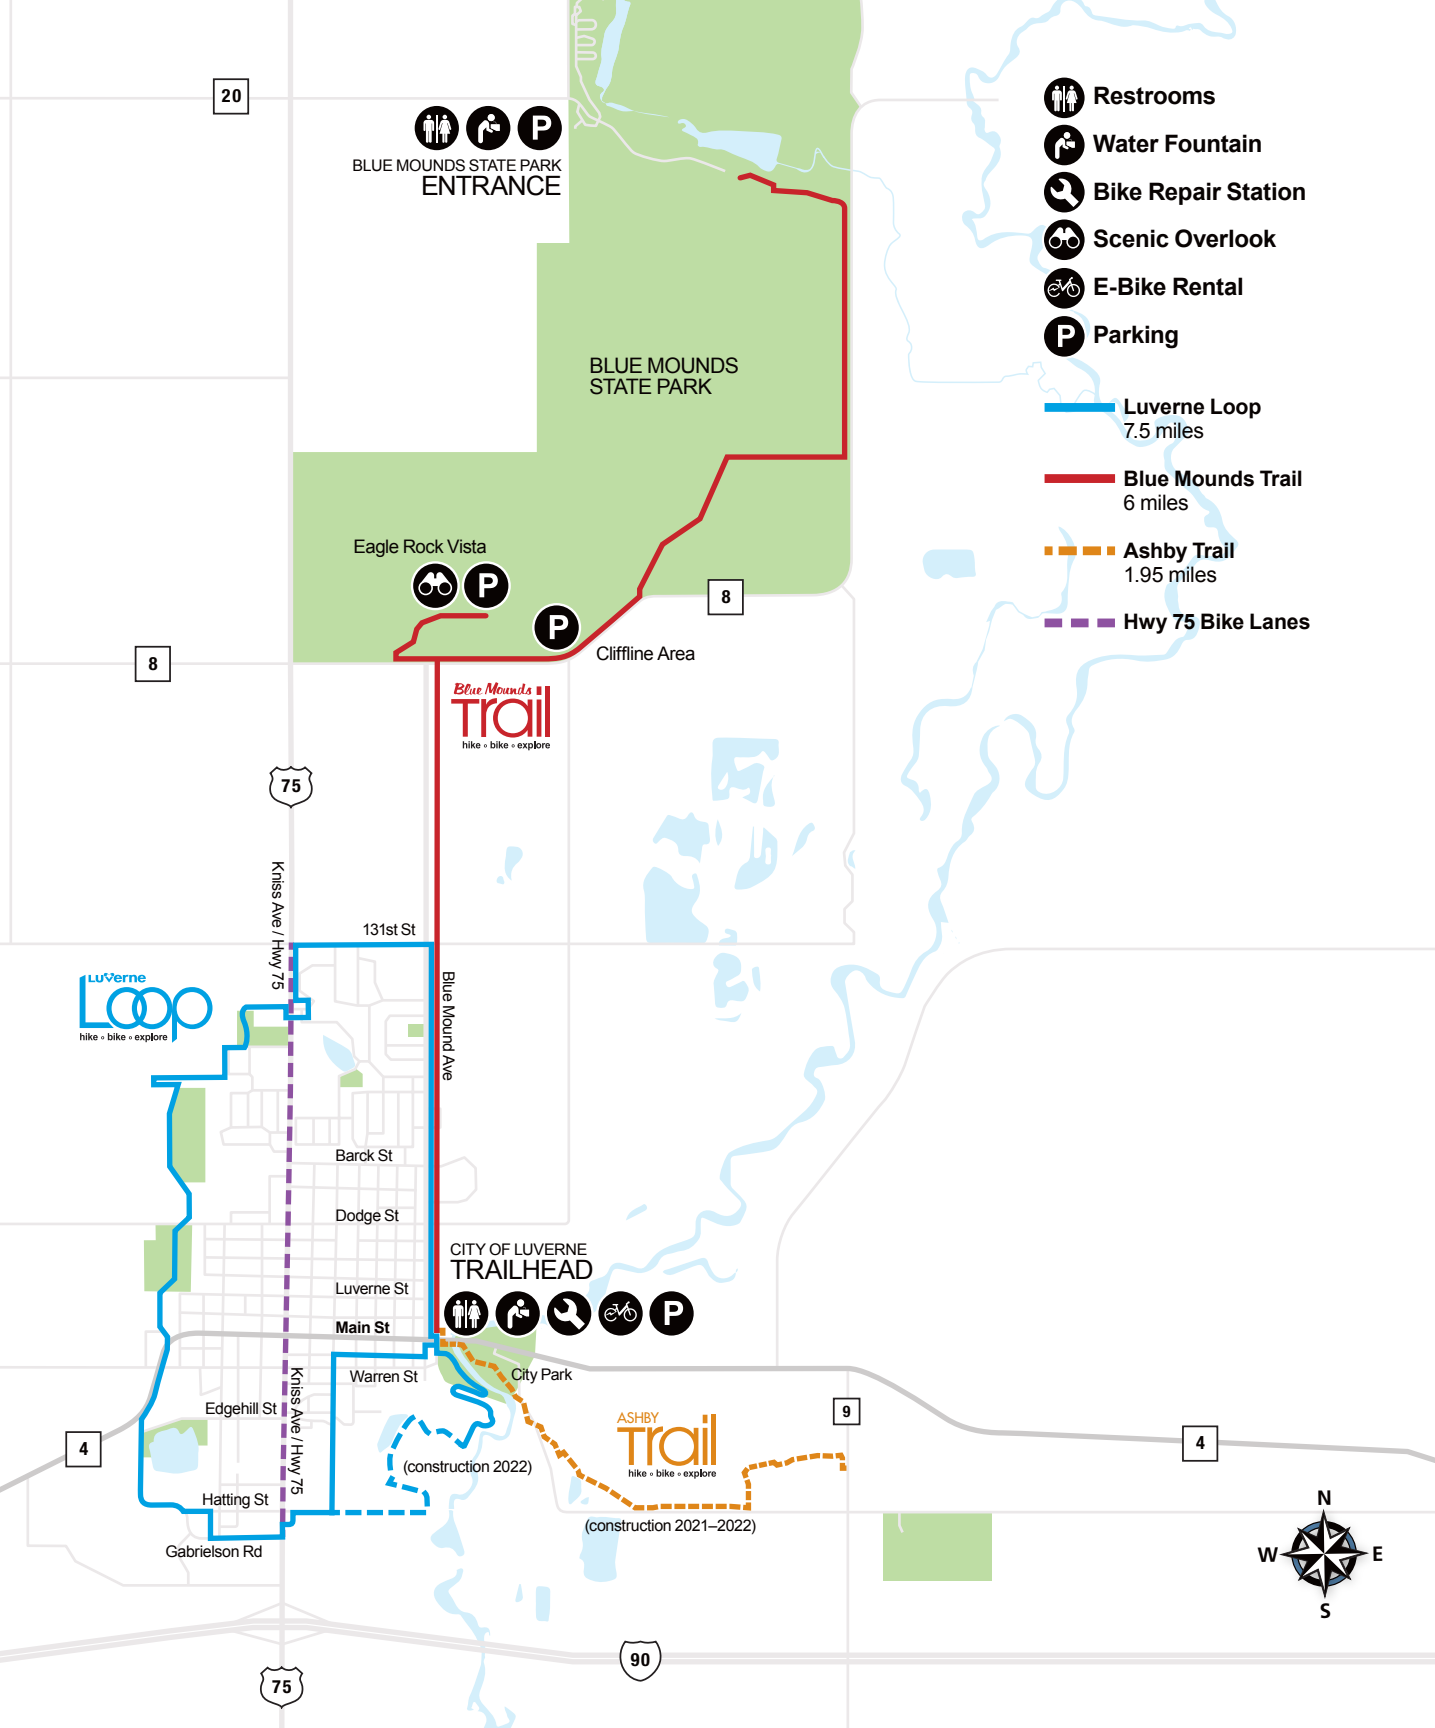 20
P
BLUE MOUNDS STATE PARK
ENTRANCE
Restrooms
Water Fountain
Bike Repair Station
Scenic Overlook
E-Bike Rental
P Parking
Luverne Loop
7.5 miles
Blue Mounds Trail
6 miles
Ashby Trail
1.95 miles
Hwy 75 Bike Lanes
BLUE MOUNDS
STATE PARK
Eagle Rock Vista
P
P
8
Cliffline Area
8
Blue Mounds
Trail
hike • bike • explore
75
Kniss Ave / Hwy 75
131st St
LUVerne
Loop
hike • bike • explore
Blue Mound Ave
Barck St
Dodge St
CITY OF LUVERNE
TRAILHEAD
P
Luverne St
Main St
Warren St
City Park
Kniss Ave / Hwy 75
Edgehill St
9
4
4
ASHBY
Trail
hike • bike • explore
(construction 2022)
Hatting St
(construction 2021–2022)
Gabrielson Rd
N
W
E
S
90
75